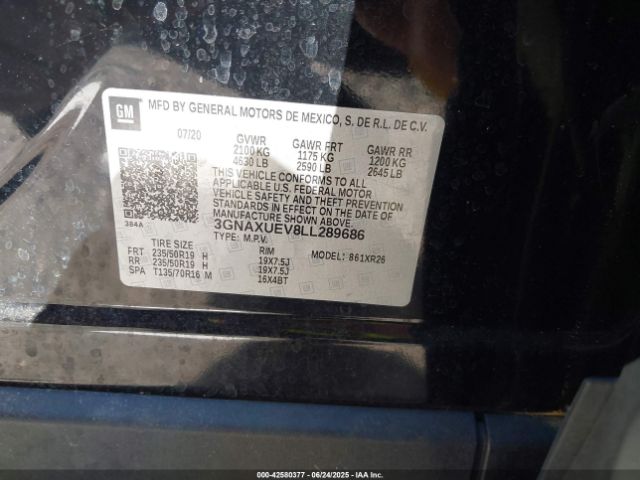 GM
MFD BY GENERAL MOTORS DE MEXICO, S. DE R.L. DE C.V.
07/20 GVWR GAWR FRT GAWR RR
2100 KG 1175 KG 1200 KG
4630 LB 2590 LB 2645 LB
THIS VEHICLE CONFORMS TO ALL
APPLICABLE U.S. FEDERAL MOTOR
VEHICLE SAFETY AND THEFT PREVENTION
STANDARDS IN EFFECT ON THE DATE OF
MANUFACTURE SHOWN ABOVE.
384A
3GNAXUEV8LL289686
TYPE: M.P.V. MODEL: 861XR26
TIRE SIZE RIM
FRT 235/50R19 H 19X7.5J
RR 235/50R19 H 19X7.5J
SPA T135/70R16 M 16X4BT
000-42580377 - 06/24/2025 - IAAI.COM